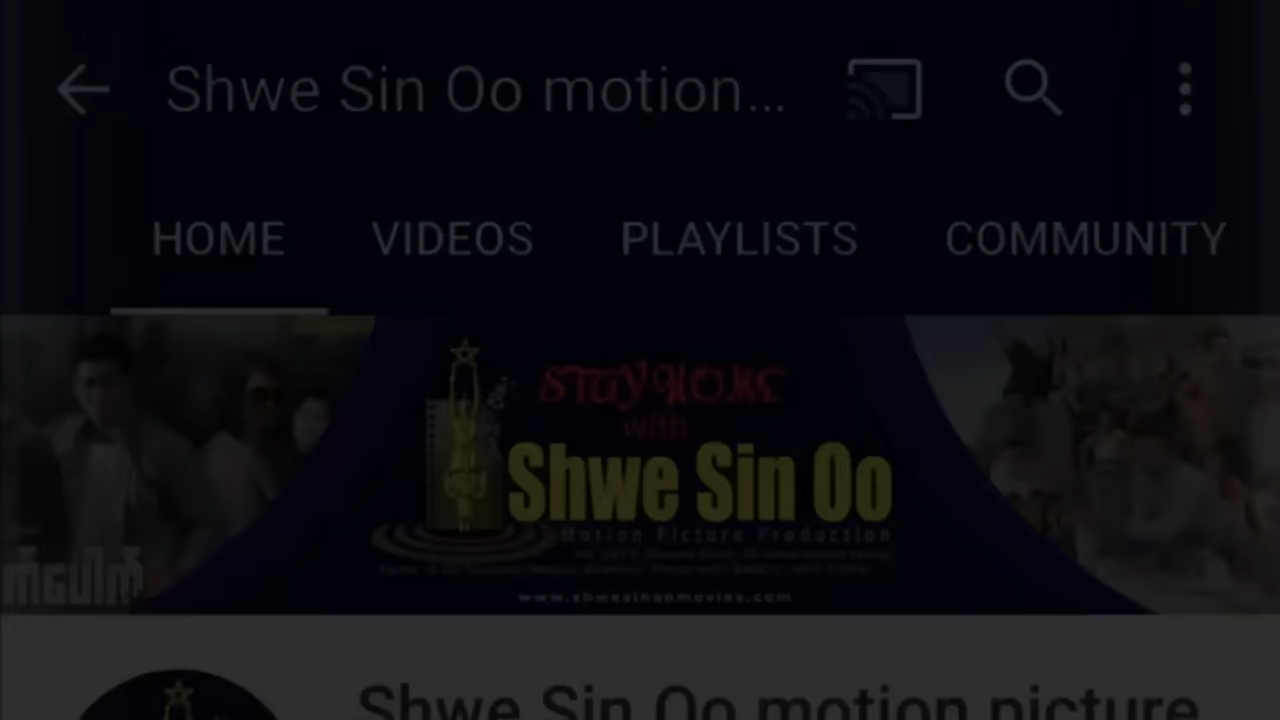 Shwe Sin Oo motion...
HOME VIDEOS PLAYLISTS COMMUNITY
STAY HOME
with
Shwe Sin Oo
Motion Picture Production
www.shwesinoomovies.com
Shwe Sin Oo motion picture